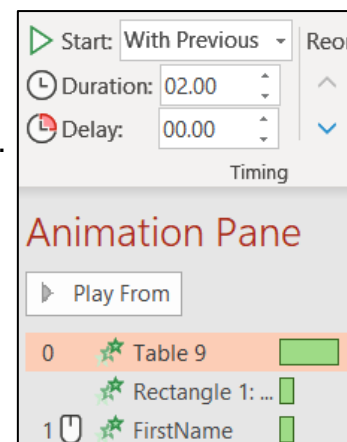 Start: With Previous Reor
Duration: 02.00
Delay: 00.00
Timing
Animation Pane
Play From
0 Table 9
Rectangle 1: ...
1 FirstName